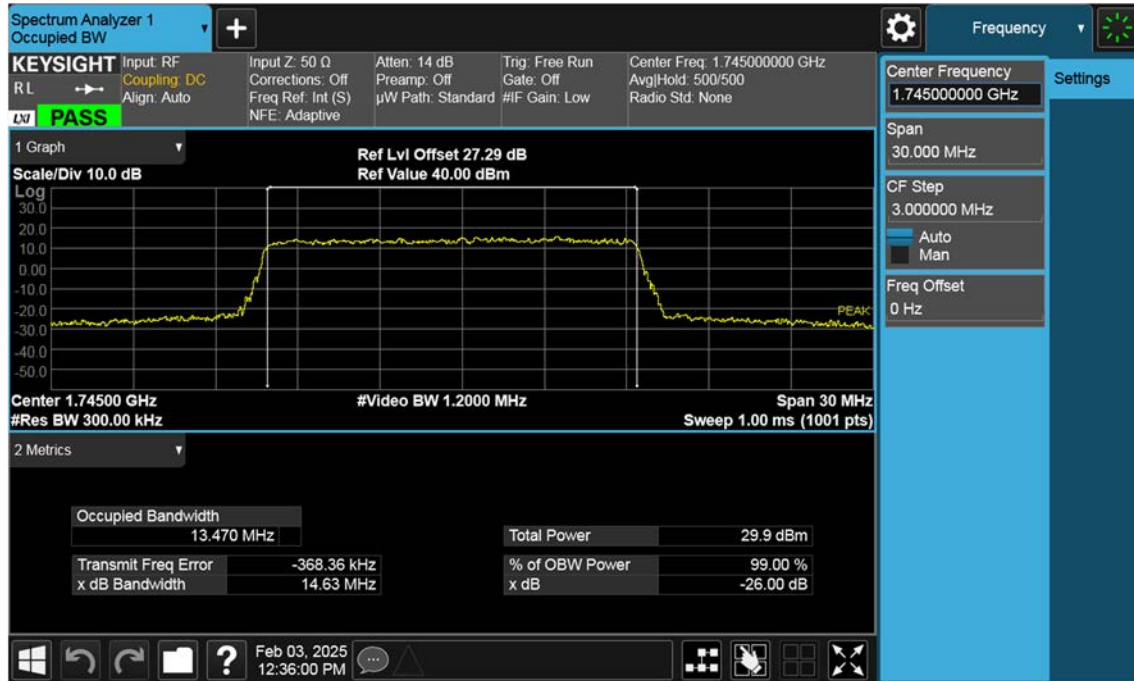 Spectrum Analyzer 1
Occupied BW
+
Frequency
KEYSIGHT
R L
LXI PASS
Input: RF
Coupling: DC
Align: Auto
Input Z: 50 Ω
Corrections: Off
Freq Ref: Int (S)
NFE: Adaptive
Atten: 14 dB
Preamp: Off
µW Path: Standard
Trig: Free Run
Gate: Off
#IF Gain: Low
Center Freq: 1.745000000 GHz
Avg|Hold: 500/500
Radio Std: None
Center Frequency
1.745000000 GHz
Settings
Span
30.000 MHz
CF Step
3.000000 MHz
Auto
Man
Freq Offset
0 Hz
1 Graph
Scale/Div 10.0 dB
Ref Lvl Offset 27.29 dB
Ref Value 40.00 dBm
Log
30.0
20.0
10.0
0.00
-10.0
-20.0
-30.0
-40.0
-50.0
PEAK
Center 1.74500 GHz
#Video BW 1.2000 MHz
Span 30 MHz
#Res BW 300.00 kHz
Sweep 1.00 ms (1001 pts)
2 Metrics
Occupied Bandwidth
13.470 MHz
Total Power 29.9 dBm
Transmit Freq Error -368.36 kHz
% of OBW Power 99.00 %
x dB Bandwidth 14.63 MHz
x dB -26.00 dB
?
Feb 03, 2025
12:36:00 PM